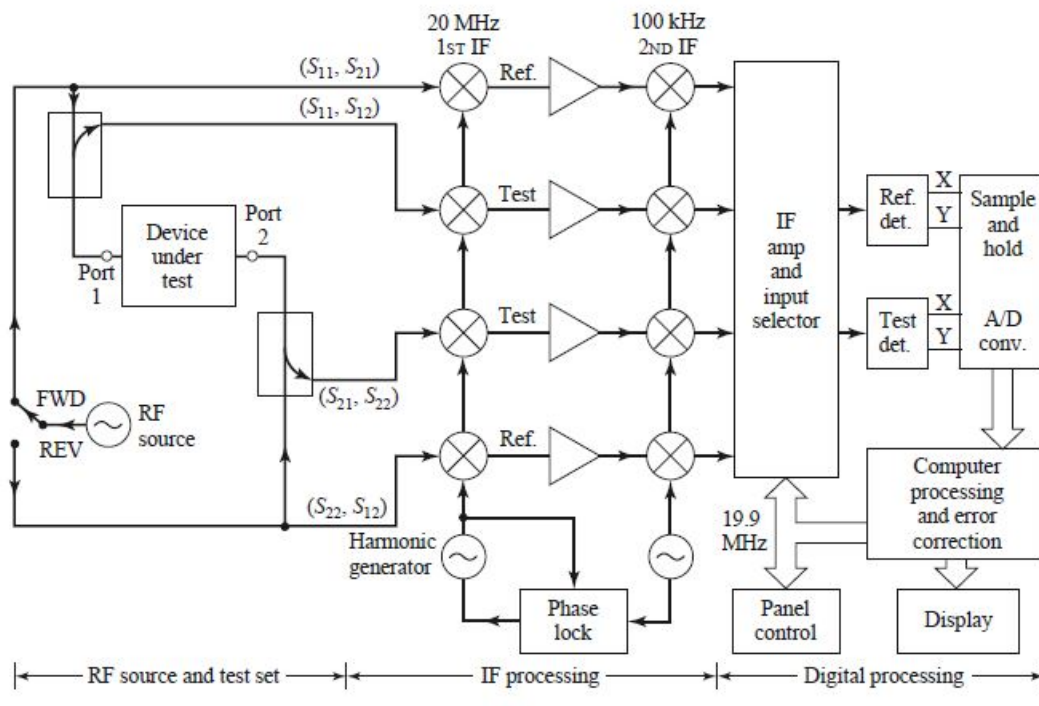 20 MHz
1ST IF
100 kHz
2ND IF
(S11, S21)
Ref.
(S11, S12)
Test
Device
under
test
Port
1
Port
2
Test
(S21, S22)
FWD
REV
RF
source
Ref.
(S22, S12)
Harmonic
generator
Phase
lock
IF
amp
and
input
selector
Ref.
det.
X
Y
Sample
and
hold
Test
det.
X
Y
A/D
conv.
19.9
MHz
Computer
processing
and error
correction
Panel
control
Display
RF source and test set
IF processing
Digital processing